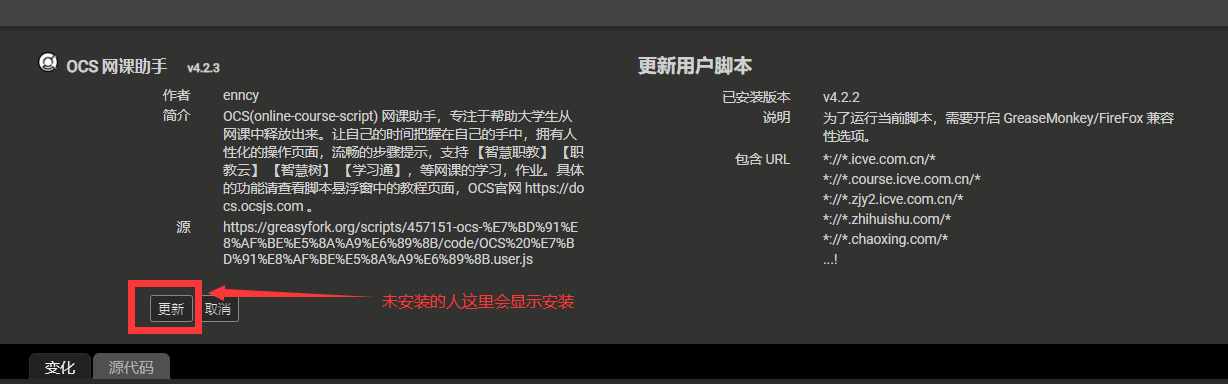 OCS 网课助手 v4.2.3
作者 enncy
简介 OCS(online-course-script) 网课助手，专注于帮助大学生从
网课中释放出来。让自己的时间把握在自己的手中，拥有人
性化的操作页面，流畅的步骤提示，支持 【智慧职教】 【职
教云】 【智慧树】 【学习通】，等网课的学习，作业。具体
的功能请查看脚本悬浮窗中的教程页面，OCS官网 https://do
cs.ocsjs.com 。
源 https://greasyfork.org/scripts/457151-ocs-%E7%BD%91%E
8%AF%BE%E5%8A%A9%E6%89%8B/code/OCS%20%E7%B
D%91%E8%AF%BE%E5%8A%A9%E6%89%8B.user.js
更新 取消
未安装的人这里会显示安装
更新用户脚本
已安装版本 v4.2.2
说明 为了运行当前脚本，需要开启 GreaseMonkey/FireFox 兼容
性选项。
包含 URL *://*.icve.com.cn/*
*://*.course.icve.com.cn/*
*://*.zjy2.icve.com.cn/*
*://*.zhihuishu.com/*
*://*.chaoxing.com/*
...!
变化 源代码